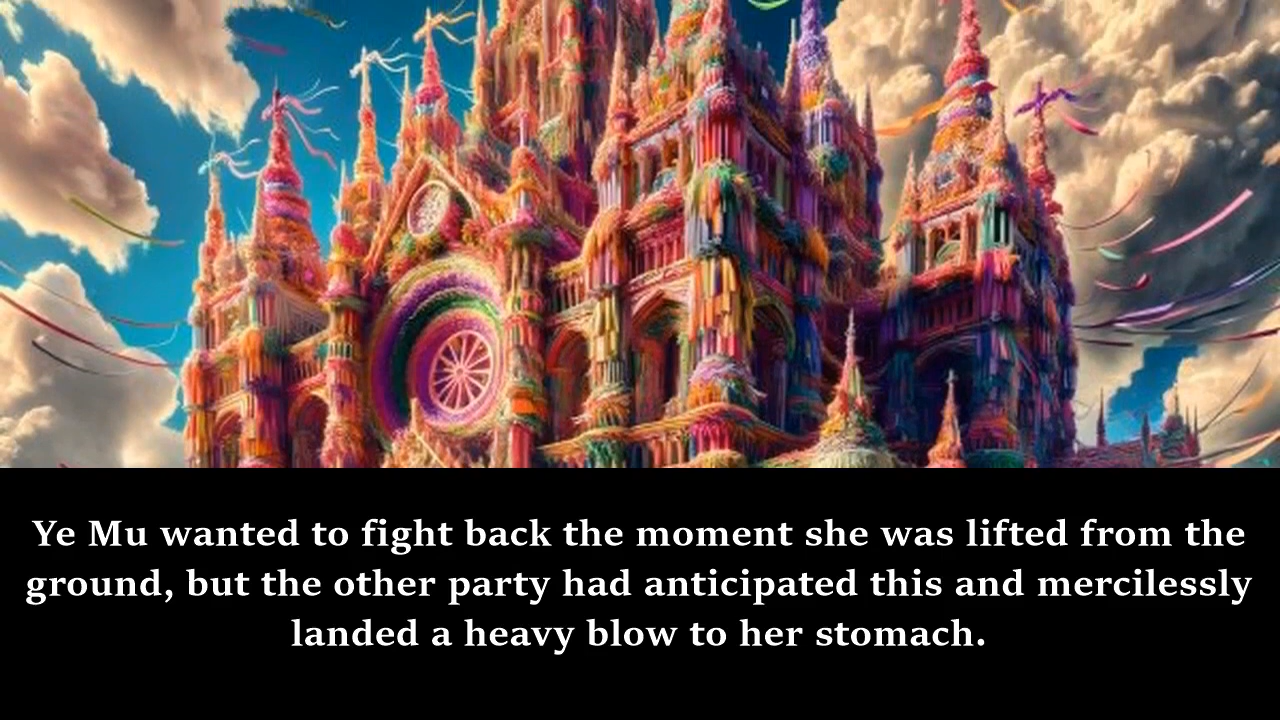 Ye Mu wanted to fight back the moment she was lifted from the
ground, but the other party had anticipated this and mercilessly
landed a heavy blow to her stomach.